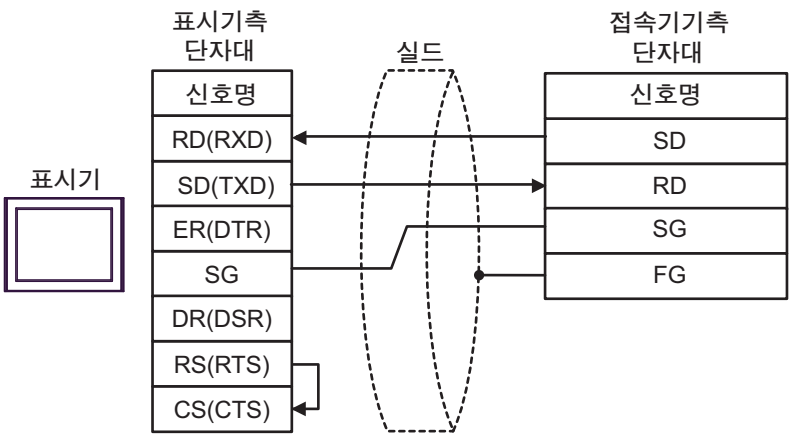 표시기측
단자대
접속기기측
단자대
실드
신호명
신호명
RD(RXD)
SD
표시기
SD(TXD)
RD
ER(DTR)
SG
SG
FG
DR(DSR)
RS(RTS)
CS(CTS)